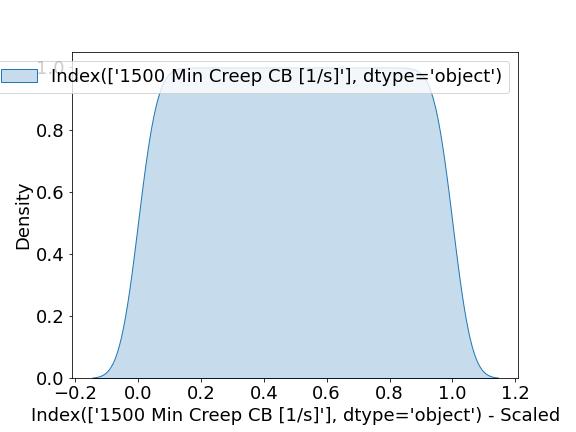 1.0
Index(['1500 Min Creep CB [1/s]'], dtype='object')
0.8
0.6
0.4
0.2
0.0
Density
−0.2 0.0 0.2 0.4 0.6 0.8 1.0 1.2
Index(['1500 Min Creep CB [1/s]'], dtype='object') - Scaled